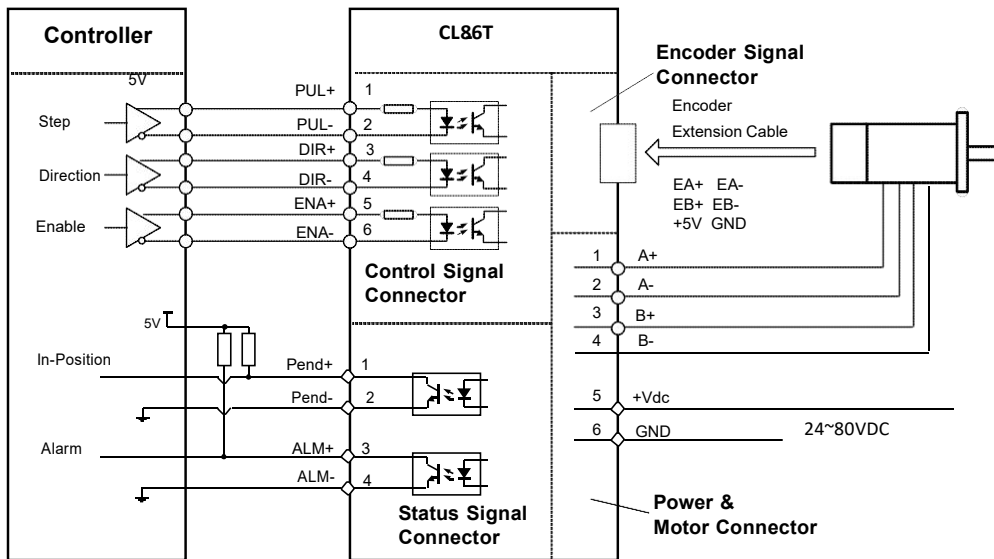 Controller
CL86T
5V
Step
Direction
Enable
PUL+ 1
PUL- 2
DIR+ 3
DIR- 4
ENA+ 5
ENA- 6
Control Signal
Connector
Encoder Signal
Connector
Encoder
Extension Cable
EA+ EA-
EB+ EB-
+5V GND
1 A+
2 A-
3 B+
4 B-
5V
In-Position
Alarm
Pend+ 1
Pend- 2
ALM+ 3
ALM- 4
Status Signal
Connector
5 +Vdc
6 GND
24~80VDC
Power &
Motor Connector